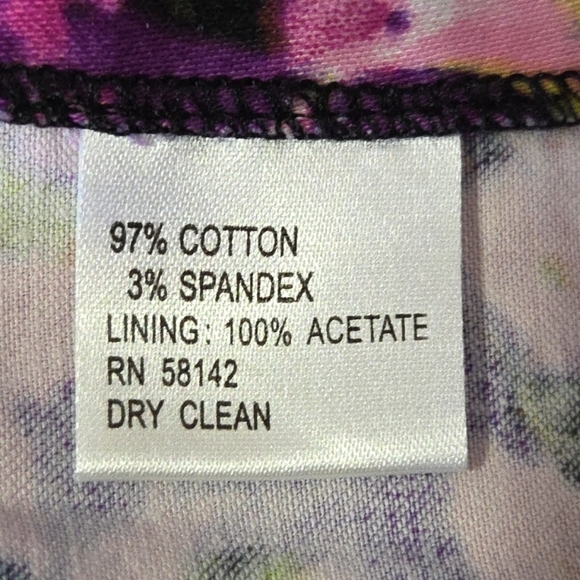 97% COTTON
3% SPANDEX
LINING: 100% ACETATE
RN 58142
DRY CLEAN